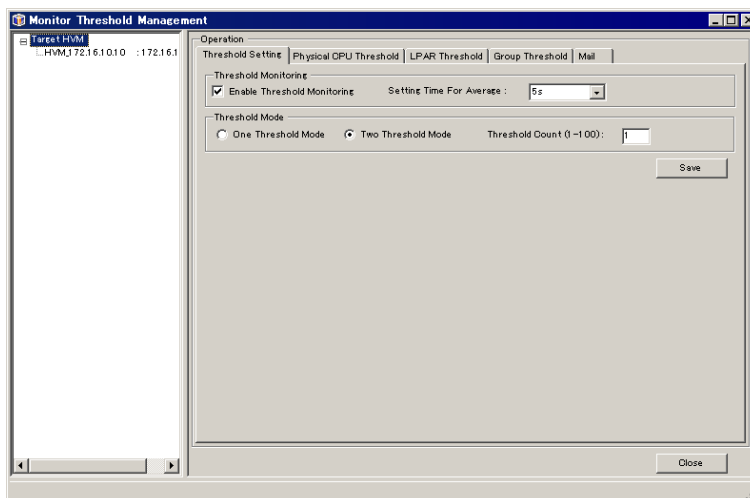 Monitor Threshold Management
Target HVM
HVM_172.16.10.10 : 172.16.1
Operation
Threshold Setting Physical CPU Threshold LPAR Threshold Group Threshold Mail
Threshold Monitoring
Enable Threshold Monitoring Setting Time For Average : 5s
Threshold Mode
One Threshold Mode Two Threshold Mode Threshold Count (1-100): 1
Save
Close